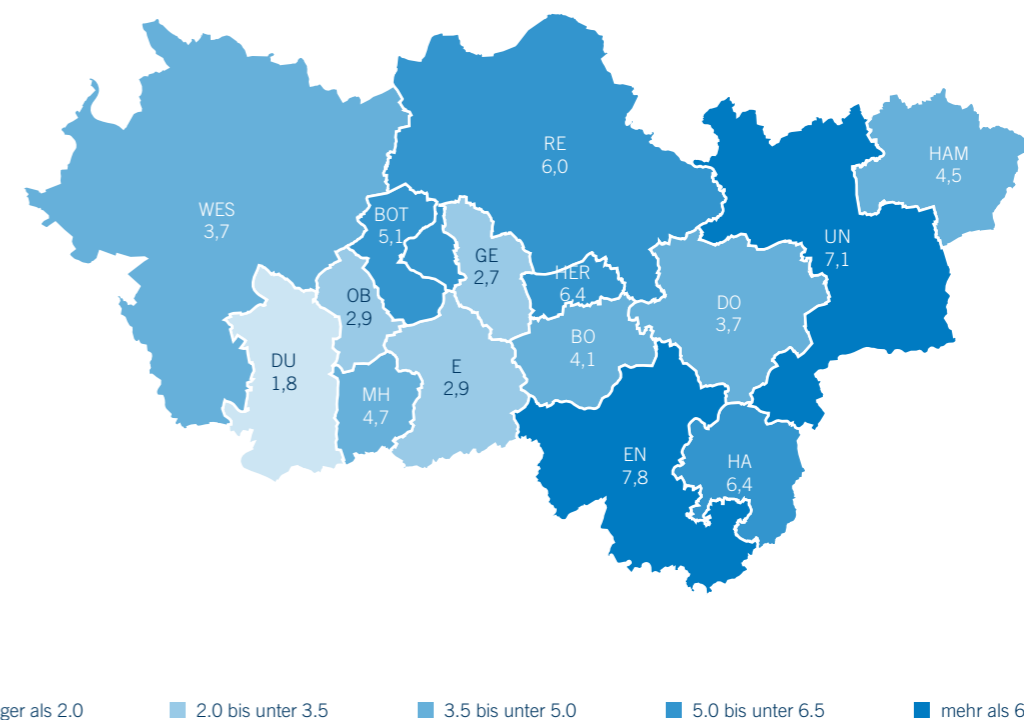 RE
6,0
HAM
4,5
WES
3,7
BOT
5,1
UN
7,1
GE
2,7
HER
6,4
OB
2,9
DO
3,7
BO
4,1
DU
1,8
E
2,9
MH
4,7
EN
7,8
HA
6,4
ger als 2.0
2.0 bis unter 3.5
3.5 bis unter 5.0
5.0 bis unter 6.5
mehr als 6